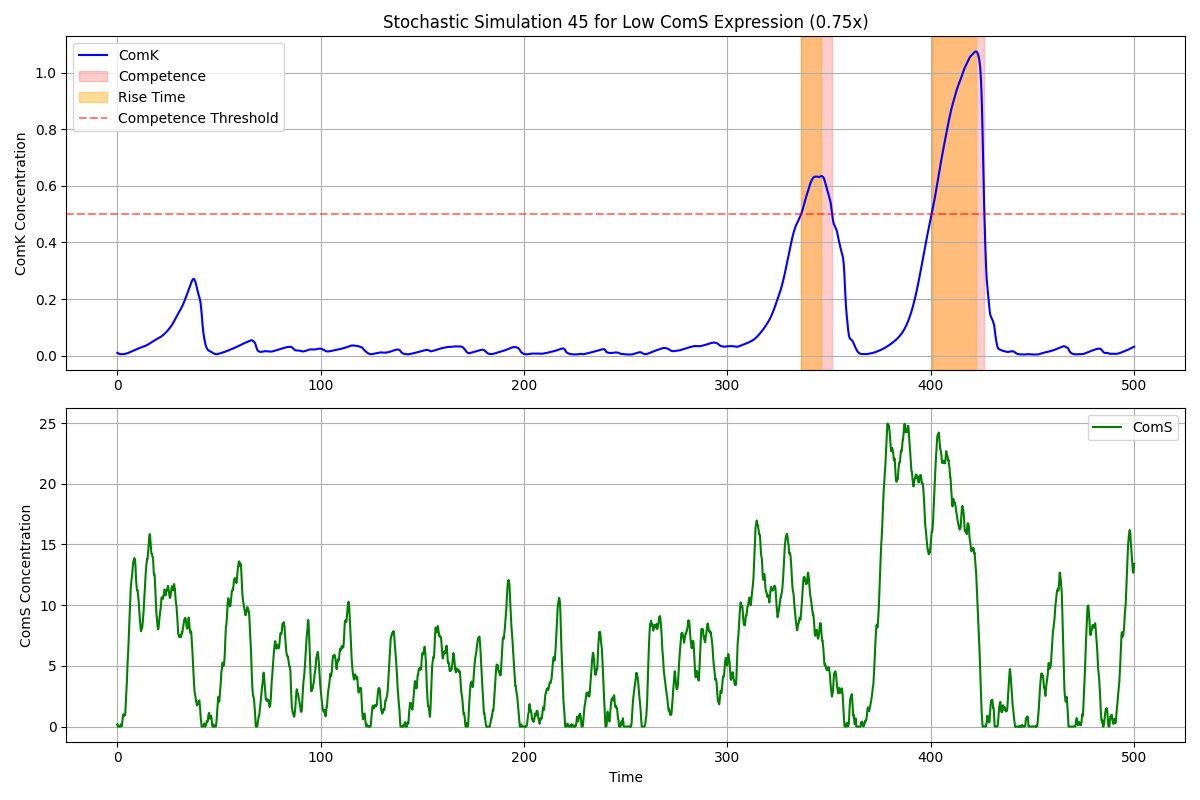 Stochastic Simulation 45 for Low ComS Expression (0.75x)
ComK
Competence
Rise Time
Competence Threshold
ComK Concentration
1.0
0.8
0.6
0.4
0.2
0.0
0 100 200 300 400 500
ComS
ComS Concentration
25
20
15
10
5
0
0 100 200 300 400 500
Time